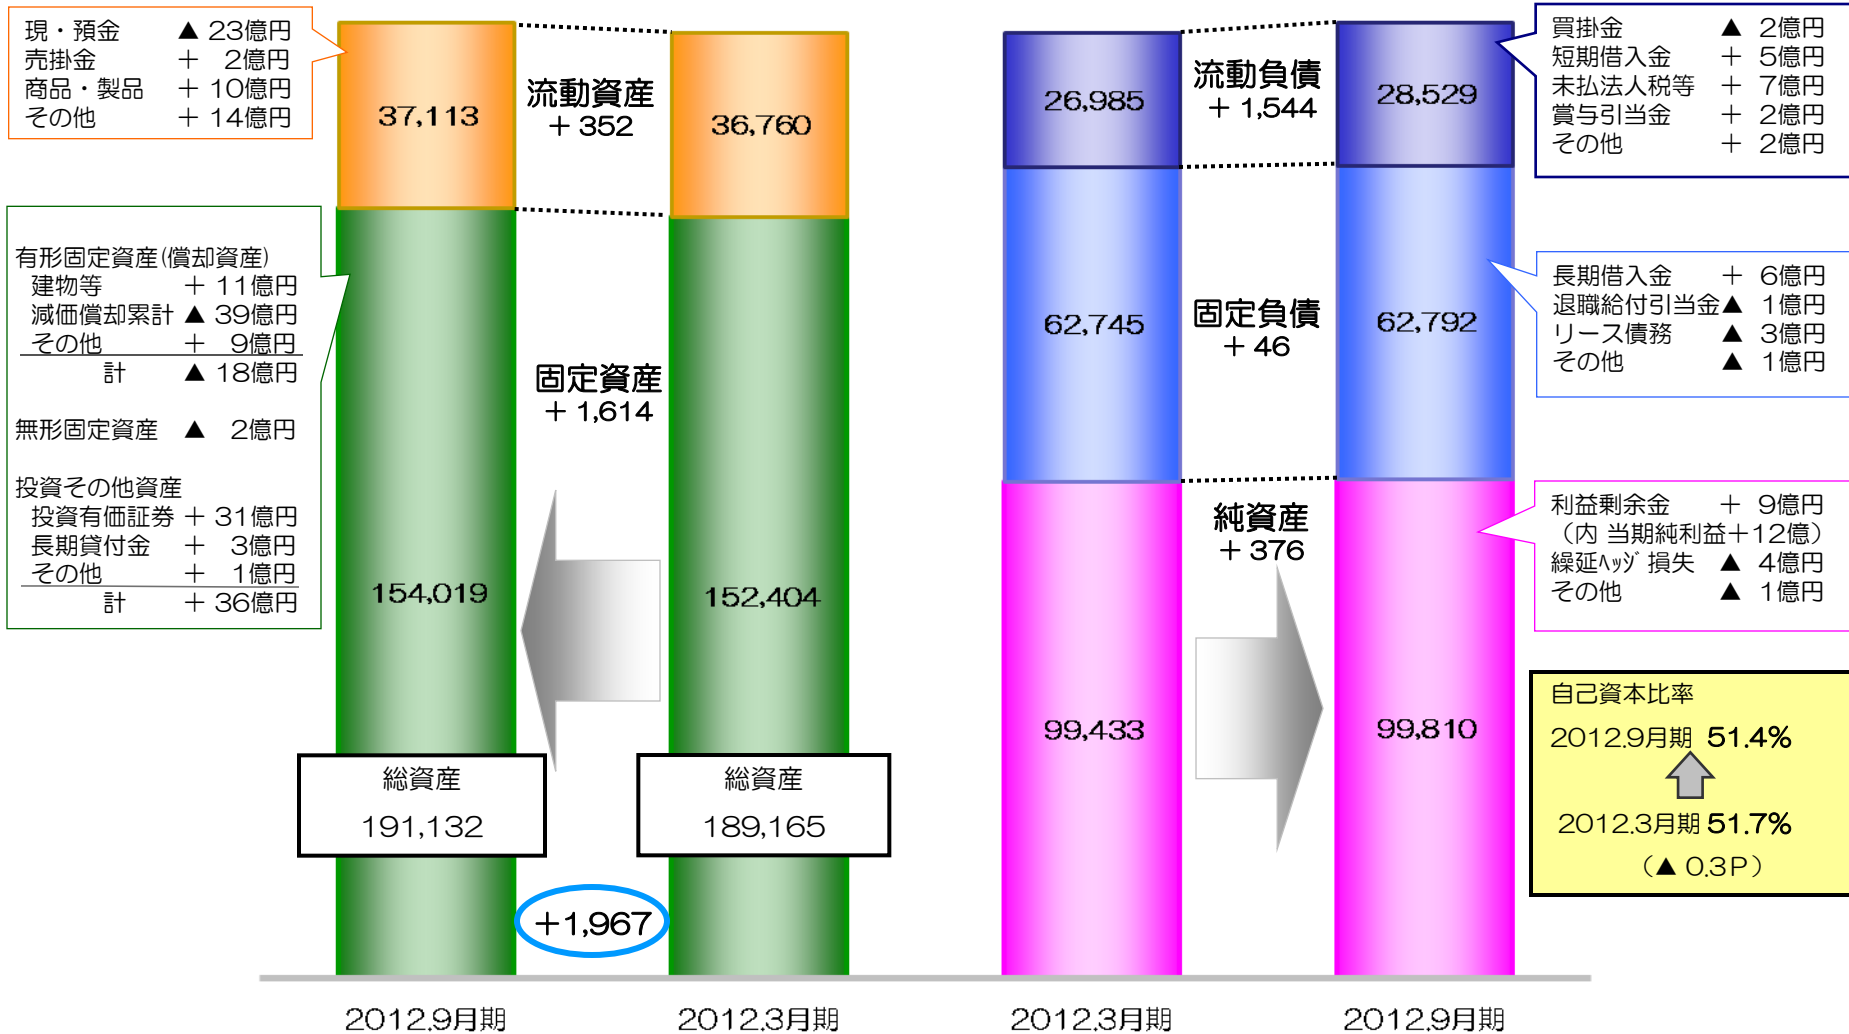 現・預金 ▲ 23億円
売掛金 ＋ 2億円
商品・製品 ＋ 10億円
その他 ＋ 14億円
有形固定資産(償却資産)
建物等 ＋ 11億円
減価償却累計 ▲ 39億円
その他 ＋ 9億円
計 ▲ 18億円
無形固定資産 ▲ 2億円
投資その他資産
投資有価証券 ＋ 31億円
長期貸付金 ＋ 3億円
その他 ＋ 1億円
計 ＋ 36億円
37,113
流動資産
＋ 352
36,760
固定資産
＋ 1,614
154,019
152,404
総資産
191,132
総資産
189,165
＋1,967
26,985
流動負債
＋ 1,544
28,529
62,745
固定負債
＋ 46
62,792
純資産
＋ 376
99,433
99,810
買掛金 ▲ 2億円
短期借入金 ＋ 5億円
未払法人税等 ＋ 7億円
賞与引当金 ＋ 2億円
その他 ＋ 2億円
長期借入金 ＋ 6億円
退職給付引当金▲ 1億円
リース債務 ▲ 3億円
その他 ▲ 1億円
利益剰余金 ＋ 9億円
（内 当期純利益＋12億）
繰延ﾍｯｼﾞ損失 ▲ 4億円
その他 ▲ 1億円
自己資本比率
2012.9月期 51.4%
2012.3月期 51.7%
（▲ 0.3P）
2012.9月期
2012.3月期
2012.3月期
2012.9月期